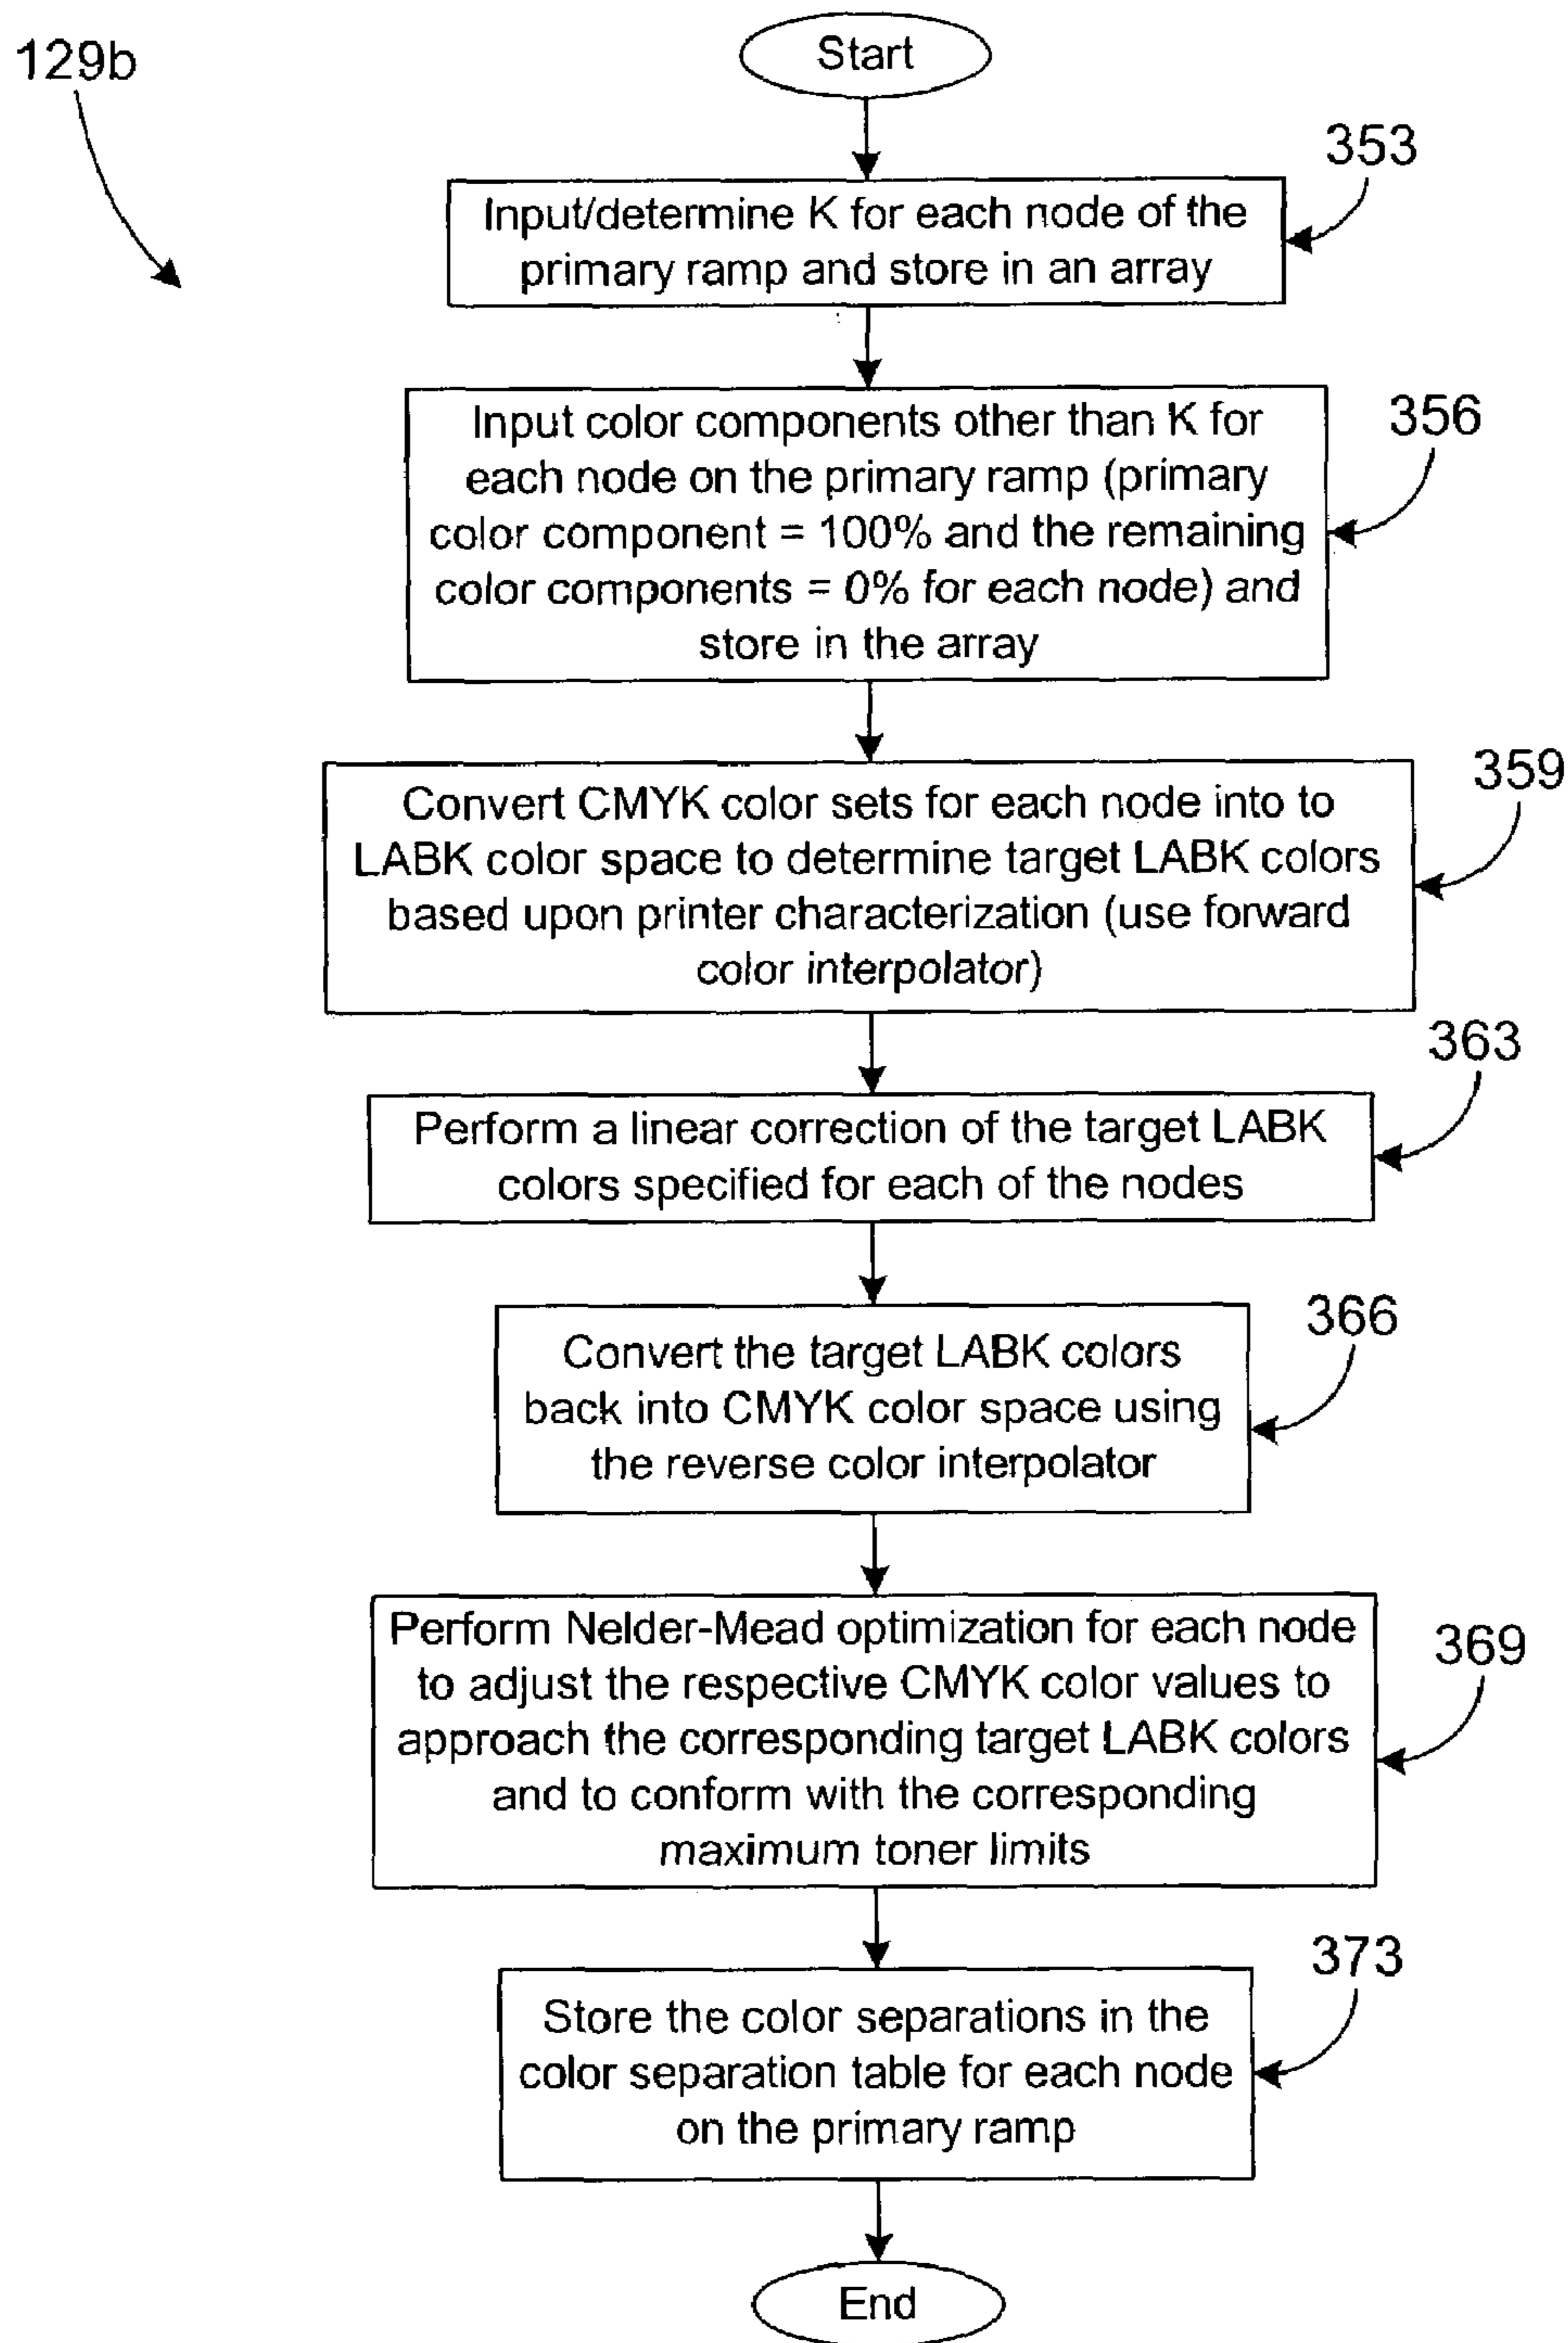 129b
Start
353
Input/determine K for each node of the
primary ramp and store in an array
356
Input color components other than K for
each node on the primary ramp (primary
color component = 100% and the remaining
color components = 0% for each node) and
store in the array
359
Convert CMYK color sets for each node into to
LABK color space to determine target LABK colors
based upon printer characterization (use forward
color interpolator)
363
Perform a linear correction of the target LABK
colors specified for each of the nodes
366
Convert the target LABK colors
back into CMYK color space using
the reverse color interpolator
369
Perform Nelder-Mead optimization for each node
to adjust the respective CMYK color values to
approach the corresponding target LABK colors
and to conform with the corresponding
maximum toner limits
373
Store the color separations in the
color separation table for each node
on the primary ramp
End